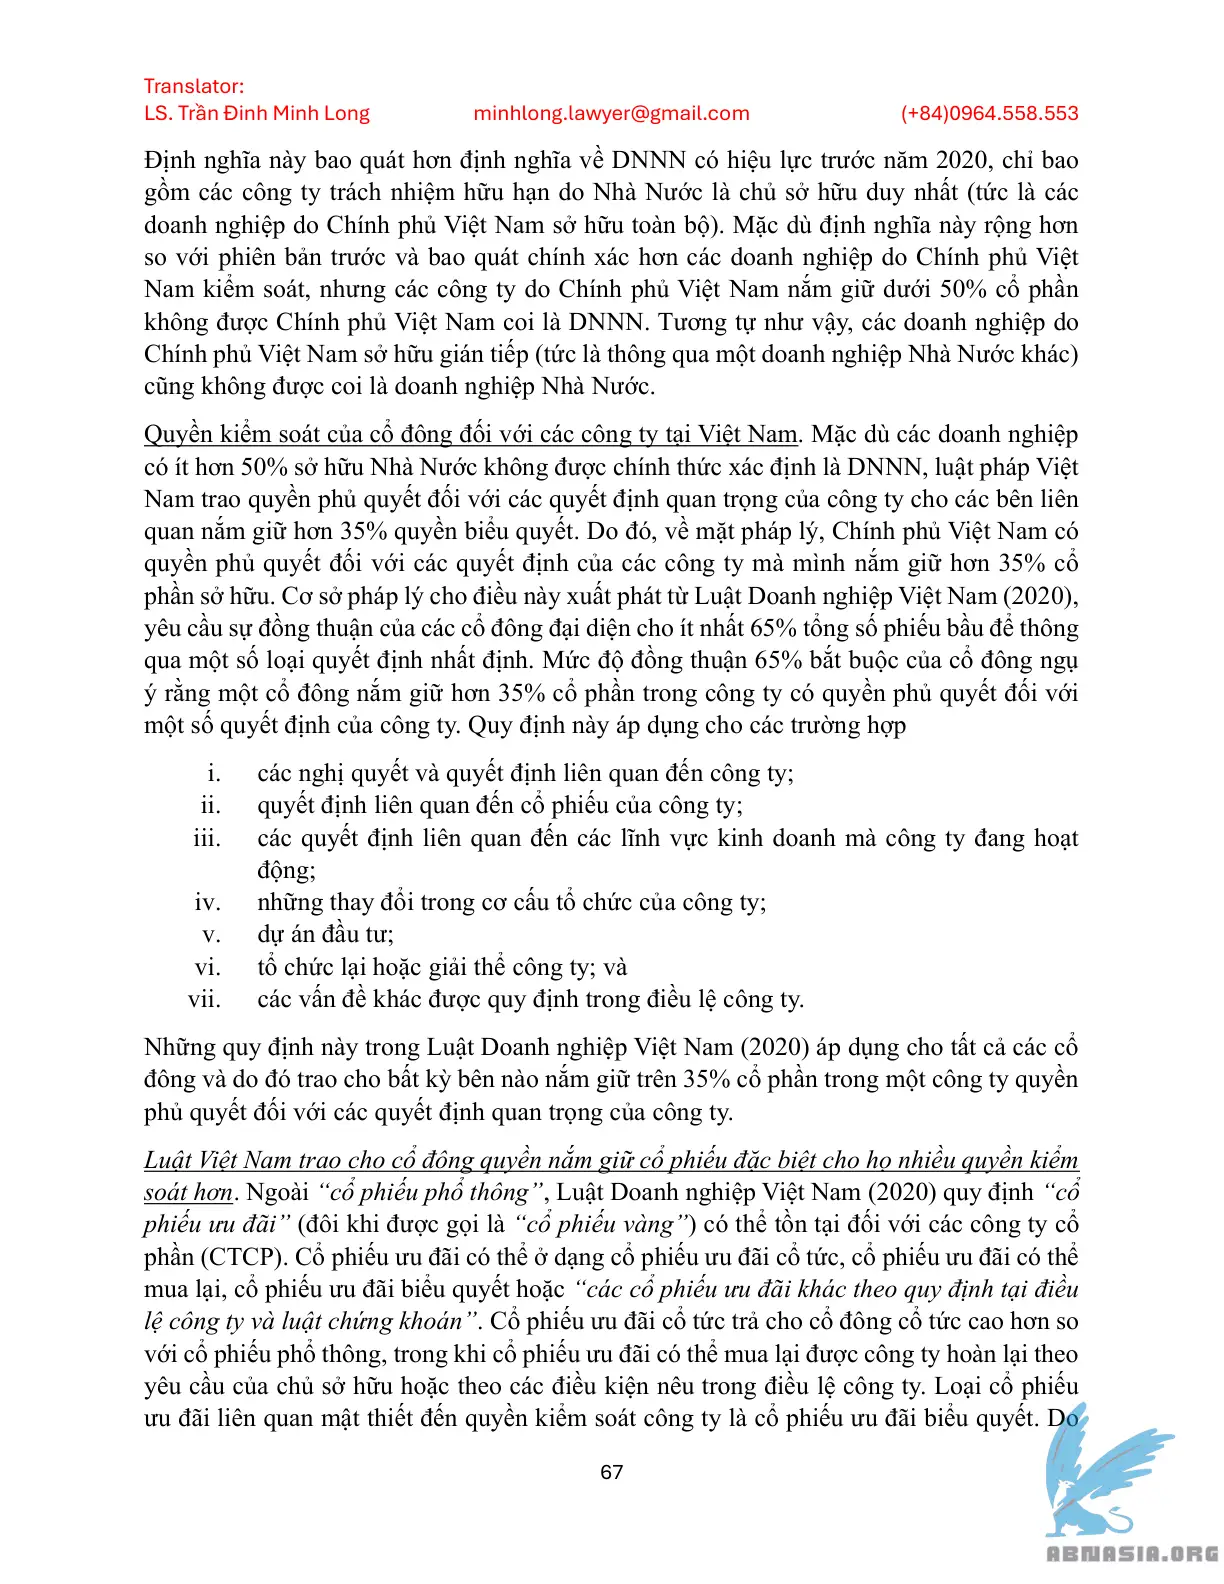 Translator:
LS. Trần Đình Minh Long minhlong.lawyer@gmail.com (+84)0964.558.553
Định nghĩa này bao quát hơn định nghĩa về DNNN có hiệu lực trước năm 2020, chỉ bao
gồm các công ty trách nhiệm hữu hạn do Nhà Nước là chủ sở hữu duy nhất (tức là các
doanh nghiệp do Chính phủ Việt Nam sở hữu toàn bộ). Mặc dù định nghĩa này rộng hơn
so với phiên bản trước và bao quát chính xác hơn các doanh nghiệp do Chính phủ Việt
Nam kiểm soát, nhưng các công ty do Chính phủ Việt Nam nắm giữ dưới 50% cổ phần
không được Chính phủ Việt Nam coi là DNNN. Tương tự như vậy, các doanh nghiệp do
Chính phủ Việt Nam sở hữu gián tiếp (tức là thông qua một doanh nghiệp Nhà Nước khác)
cũng không được coi là doanh nghiệp Nhà Nước.
Quyền kiểm soát của cổ đông đối với các công ty tại Việt Nam. Mặc dù các doanh nghiệp
có ít hơn 50% sở hữu Nhà Nước không được chính thức xác định là DNNN, luật pháp Việt
Nam trao quyền phủ quyết đối với các quyết định quan trọng của công ty cho các bên liên
quan nắm giữ hơn 35% quyền biểu quyết. Do đó, về mặt pháp lý, Chính phủ Việt Nam có
quyền phủ quyết đối với các quyết định của các công ty mà mình nắm giữ hơn 35% cổ
phần sở hữu. Cơ sở pháp lý cho điều này xuất phát từ Luật Doanh nghiệp Việt Nam (2020),
yêu cầu sự đồng thuận của các cổ đông đại diện cho ít nhất 65% tổng số phiếu bầu để thông
qua một số loại quyết định nhất định. Mức độ đồng thuận 65% bắt buộc của cổ đông ngụ
ý rằng một cổ đông nắm giữ hơn 35% cổ phần trong công ty có quyền phủ quyết đối với
một số quyết định của công ty. Quy định này áp dụng cho các trường hợp
i. các nghị quyết và quyết định liên quan đến công ty;
ii. quyết định liên quan đến cổ phiếu của công ty;
iii. các quyết định liên quan đến các lĩnh vực kinh doanh mà công ty đang hoạt
động;
iv. những thay đổi trong cơ cấu tổ chức của công ty;
v. dự án đầu tư;
vi. tổ chức lại hoặc giải thể công ty; và
vii. các vấn đề khác được quy định trong điều lệ công ty.
Những quy định này trong Luật Doanh nghiệp Việt Nam (2020) áp dụng cho tất cả các cổ
đông và do đó trao cho bất kỳ bên nào nắm giữ trên 35% cổ phần trong một công ty quyền
phủ quyết đối với các quyết định quan trọng của công ty.
Luật Việt Nam trao cho cổ đông quyền nắm giữ cổ phiếu đặc biệt cho họ nhiều quyền kiểm
soát hơn. Ngoài “cổ phiếu phổ thông”, Luật Doanh nghiệp Việt Nam (2020) quy định “cổ
phiếu ưu đãi” (đôi khi được gọi là “cổ phiếu vàng”) có thể tồn tại đối với các công ty cổ
phần (CTCP). Cổ phiếu ưu đãi có thể ở dạng cổ phiếu ưu đãi cổ tức, cổ phiếu ưu đãi có thể
mua lại, cổ phiếu ưu đãi biểu quyết hoặc “các cổ phiếu ưu đãi khác theo quy định tại điều
lệ công ty và luật chứng khoán”. Cổ phiếu ưu đãi cổ tức trả cho cổ đông cổ tức cao hơn so
với cổ phiếu phổ thông, trong khi cổ phiếu ưu đãi có thể mua lại được công ty hoàn lại theo
yêu cầu của chủ sở hữu hoặc theo các điều kiện nêu trong điều lệ công ty. Loại cổ phiếu
ưu đãi liên quan mật thiết đến quyền kiểm soát công ty là cổ phiếu ưu đãi biểu quyết. Do
67
ABNASIA.ORG